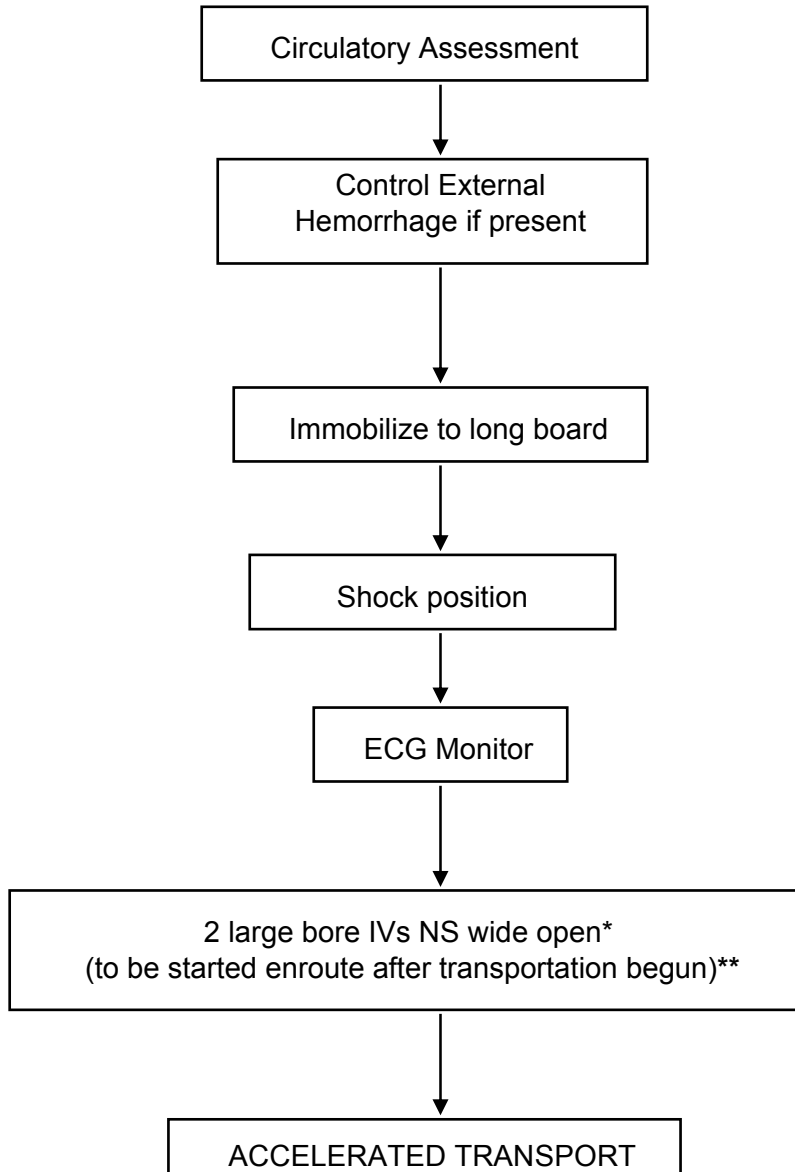 Circulatory Assessment
Control External
Hemorrhage if present
Immobilize to long board
Shock position
ECG Monitor
2 large bore IVs NS wide open*
(to be started enroute after transportation begun)**
ACCELERATED TRANSPORT